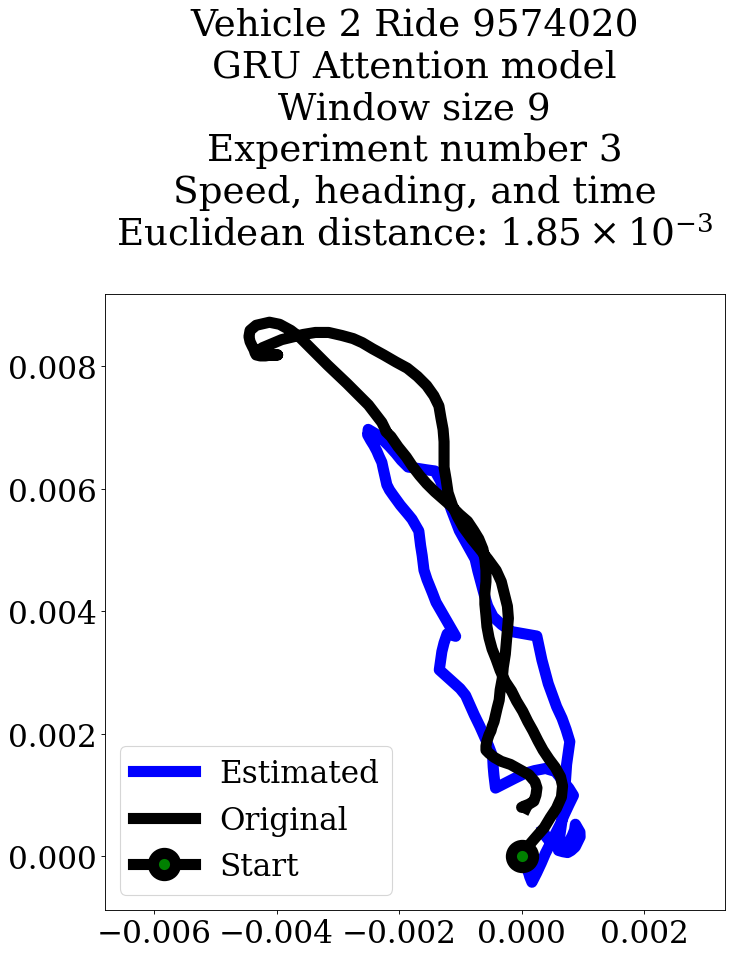 Vehicle 2 Ride 9574020
GRU Attention model
Window size 9
Experiment number 3
Speed, heading, and time
Euclidean distance: 1.85 × 10⁻³
0.008
0.006
0.004
0.002
0.000
Estimated
Original
Start
−0.006 −0.004 −0.002 0.000 0.002